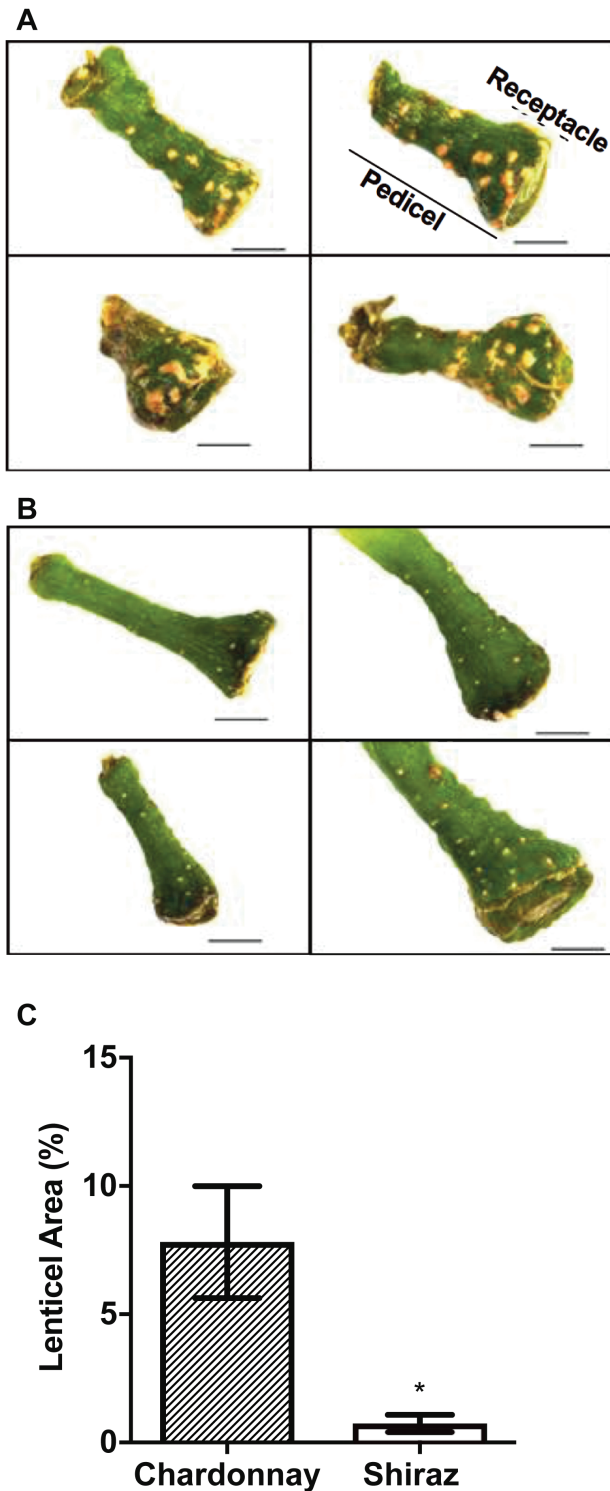 A
Receptacle
Pedicel
B
C
15
10
5
0
Lenticel Area (%)
*
Chardonnay Shiraz